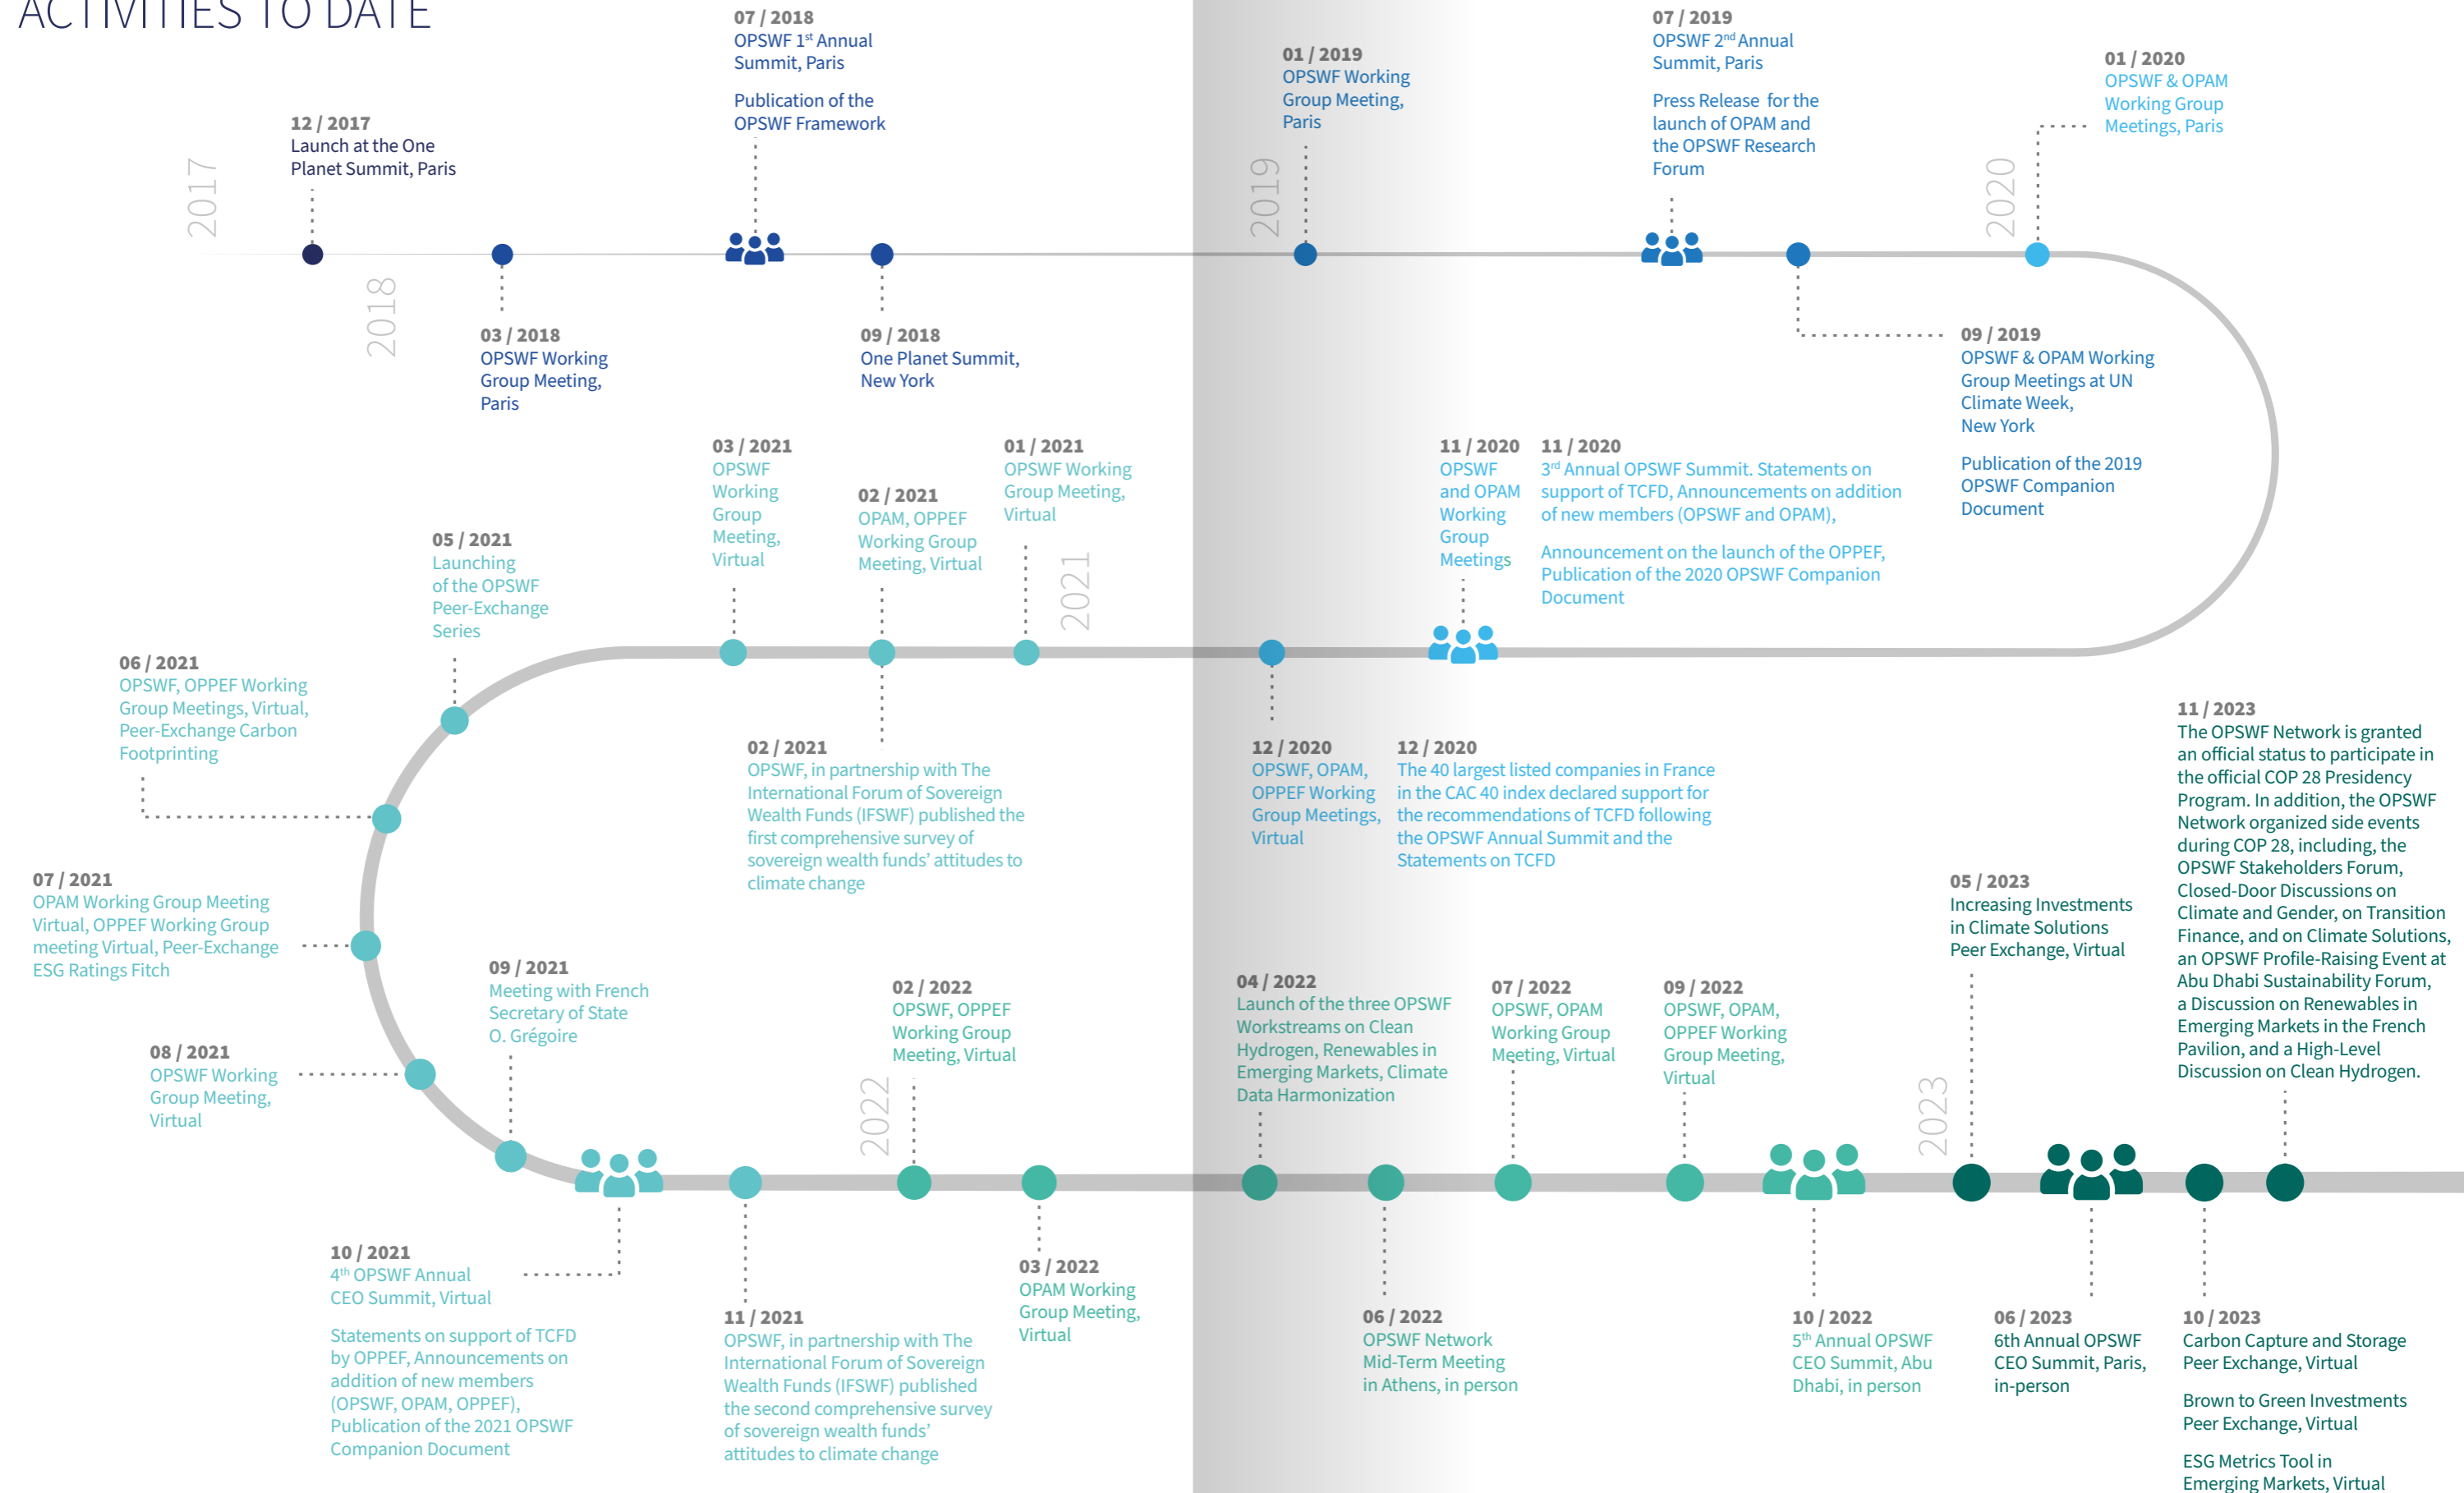 ACTIVITIES TO DATE
2017
12 / 2017
Launch at the One
Planet Summit, Paris
2018
03 / 2018
OPSWF Working
Group Meeting,
Paris
07 / 2018
OPSWF 1st Annual
Summit, Paris
Publication of the
OPSWF Framework
09 / 2018
One Planet Summit,
New York
2019
01 / 2019
OPSWF Working
Group Meeting,
Paris
07 / 2019
OPSWF 2nd Annual
Summit, Paris
Press Release for the
launch of OPAM and
the OPSWF Research
Forum
09 / 2019
OPSWF & OPAM Working
Group Meetings at UN
Climate Week,
New York
Publication of the 2019
OPSWF Companion
Document
2020
01 / 2020
OPSWF & OPAM
Working Group
Meetings, Paris
11 / 2020
OPSWF
and OPAM
Working
Group
Meetings
11 / 2020
3rd Annual OPSWF Summit. Statements on
support of TCFD, Announcements on addition
of new members (OPSWF and OPAM),
Announcement on the launch of the OPPEF,
Publication of the 2020 OPSWF Companion
Document
12 / 2020
OPSWF, OPAM,
OPPEF Working
Group Meetings,
Virtual
12 / 2020
The 40 largest listed companies in France
in the CAC 40 index declared support for
the recommendations of TCFD following
the OPSWF Annual Summit and the
Statements on TCFD
2021
01 / 2021
OPSWF Working
Group Meeting,
Virtual
02 / 2021
OPAM, OPPEF
Working Group
Meeting, Virtual
02 / 2021
OPSWF, in partnership with The
International Forum of Sovereign
Wealth Funds (IFSWF) published the
first comprehensive survey of
sovereign wealth funds’ attitudes to
climate change
03 / 2021
OPSWF
Working
Group
Meeting,
Virtual
05 / 2021
Launching
of the OPSWF
Peer-Exchange
Series
06 / 2021
OPSWF, OPPEF Working
Group Meetings, Virtual,
Peer-Exchange Carbon
Footprinting
07 / 2021
OPAM Working Group Meeting
Virtual, OPPEF Working Group
meeting Virtual, Peer-Exchange
ESG Ratings Fitch
08 / 2021
OPSWF Working
Group Meeting,
Virtual
09 / 2021
Meeting with French
Secretary of State
O. Grégoire
10 / 2021
4th OPSWF Annual
CEO Summit, Virtual
Statements on support of TCFD
by OPPEF, Announcements on
addition of new members
(OPSWF, OPAM, OPPEF),
Publication of the 2021 OPSWF
Companion Document
11 / 2021
OPSWF, in partnership with The
International Forum of Sovereign
Wealth Funds (IFSWF) published
the second comprehensive survey
of sovereign wealth funds’
attitudes to climate change
2022
02 / 2022
OPSWF, OPPEF
Working Group
Meeting, Virtual
03 / 2022
OPAM Working
Group Meeting,
Virtual
04 / 2022
Launch of the three OPSWF
Workstreams on Clean
Hydrogen, Renewables in
Emerging Markets, Climate
Data Harmonization
06 / 2022
OPSWF Network
Mid-Term Meeting
in Athens, in person
07 / 2022
OPSWF, OPAM
Working Group
Meeting, Virtual
09 / 2022
OPSWF, OPAM,
OPPEF Working
Group Meeting,
Virtual
10 / 2022
5th Annual OPSWF
CEO Summit, Abu
Dhabi, in person
2023
05 / 2023
Increasing Investments
in Climate Solutions
Peer Exchange, Virtual
06 / 2023
6th Annual OPSWF
CEO Summit, Paris,
in-person
10 / 2023
Carbon Capture and Storage
Peer Exchange, Virtual
Brown to Green Investments
Peer Exchange, Virtual
ESG Metrics Tool in
Emerging Markets, Virtual
11 / 2023
The OPSWF Network is granted
an official status to participate in
the official COP 28 Presidency
Program. In addition, the OPSWF
Network organized side events
during COP 28, including, the
OPSWF Stakeholders Forum,
Closed-Door Discussions on
Climate and Gender, on Transition
Finance, and on Climate Solutions,
an OPSWF Profile-Raising Event at
Abu Dhabi Sustainability Forum,
a Discussion on Renewables in
Emerging Markets in the French
Pavilion, and a High-Level
Discussion on Clean Hydrogen.